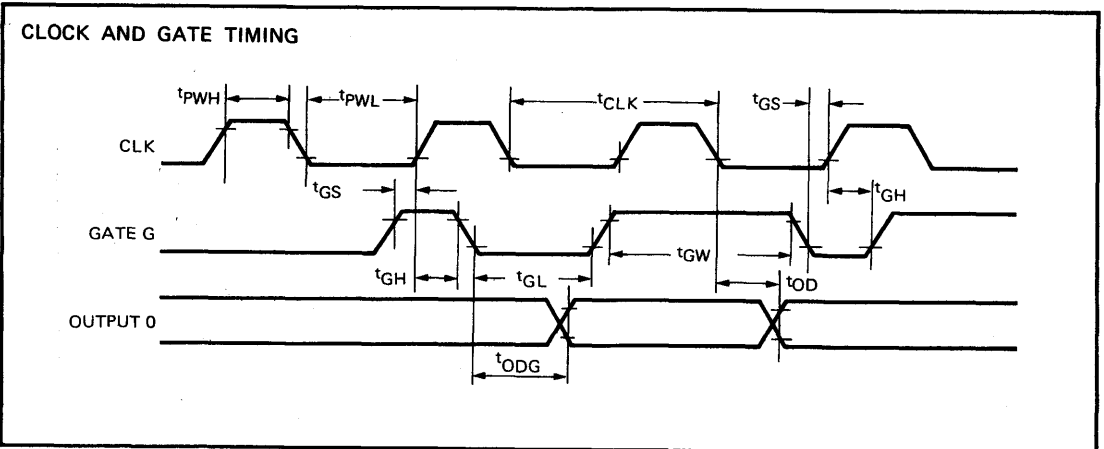 CLOCK AND GATE TIMING
tPWH
tPWL
tCLK
tGS
CLK
tGS
tGH
GATE G
tGH
tGL
tGW
tOD
OUTPUT 0
tODG